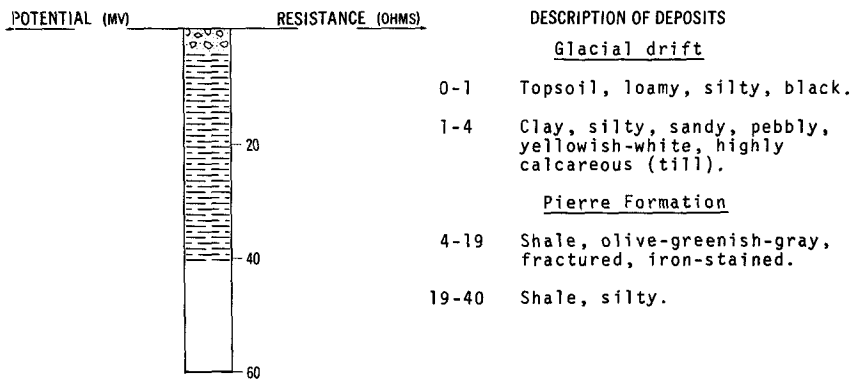 POTENTIAL (MV)
RESISTANCE (OHMS)
20
40
60
DESCRIPTION OF DEPOSITS
Glacial drift
0-1 Topsoil, loamy, silty, black.
1-4 Clay, silty, sandy, pebbly,
yellowish-white, highly
calcareous (till).
Pierre Formation
4-19 Shale, olive-greenish-gray,
fractured, iron-stained.
19-40 Shale, silty.